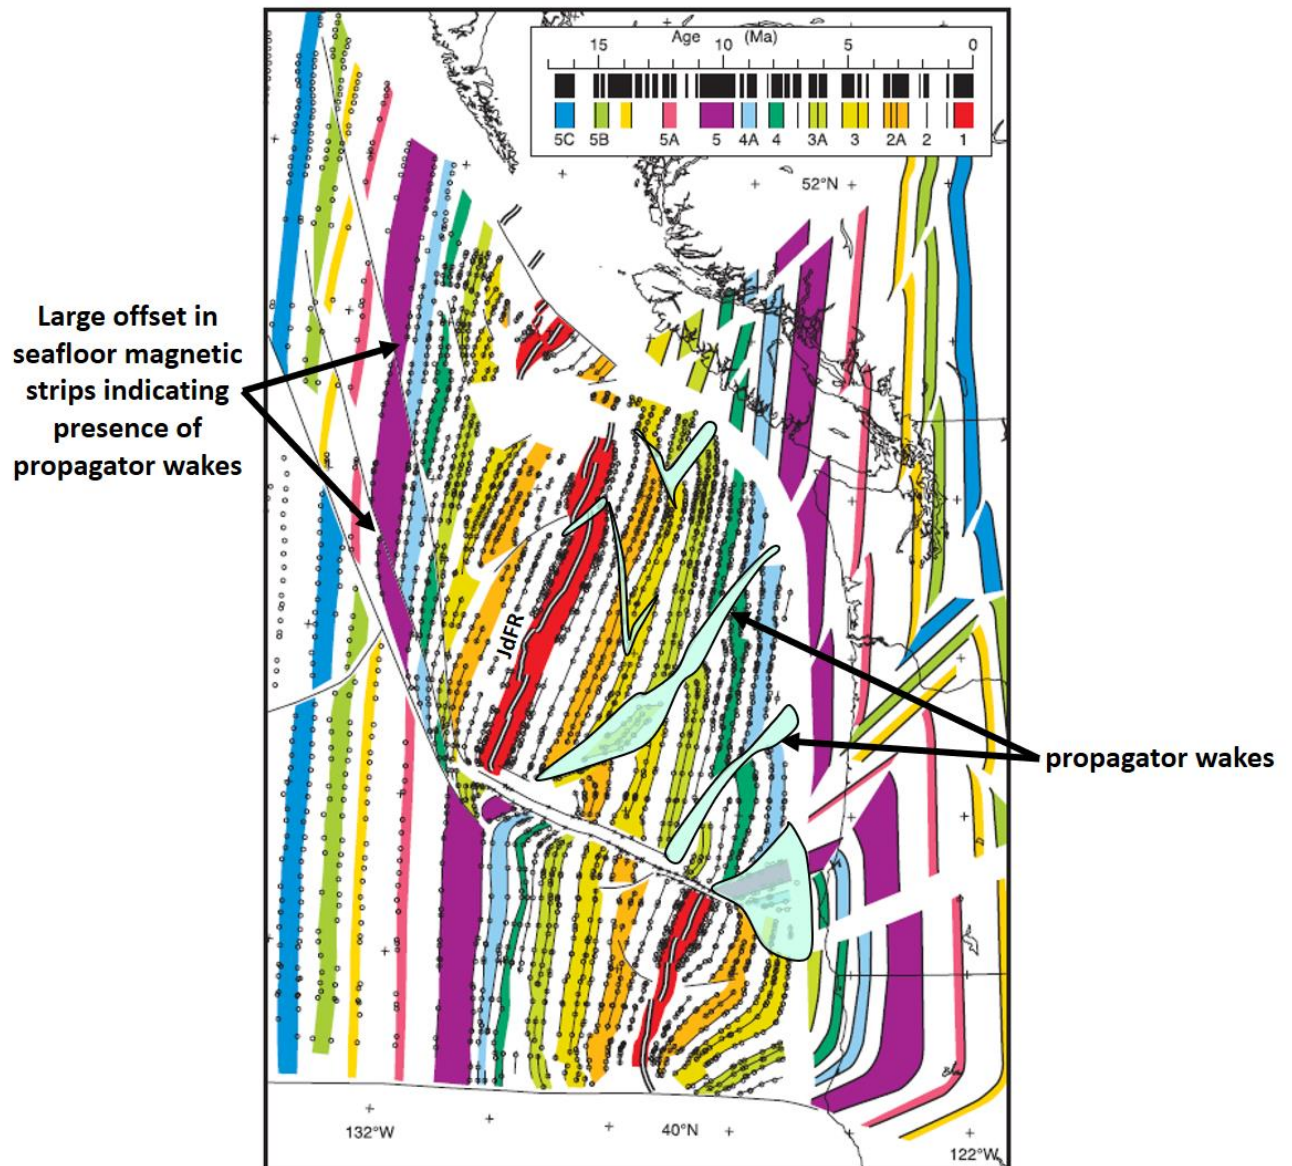 Age (Ma)
15 10 5 0
5C 5B 5A 5 4A 4 3A 3 2A 2 1
52°N
Large offset in
seafloor magnetic
strips indicating
presence of
propagator wakes
JdFR
propagator wakes
132°W
40°N
122°W